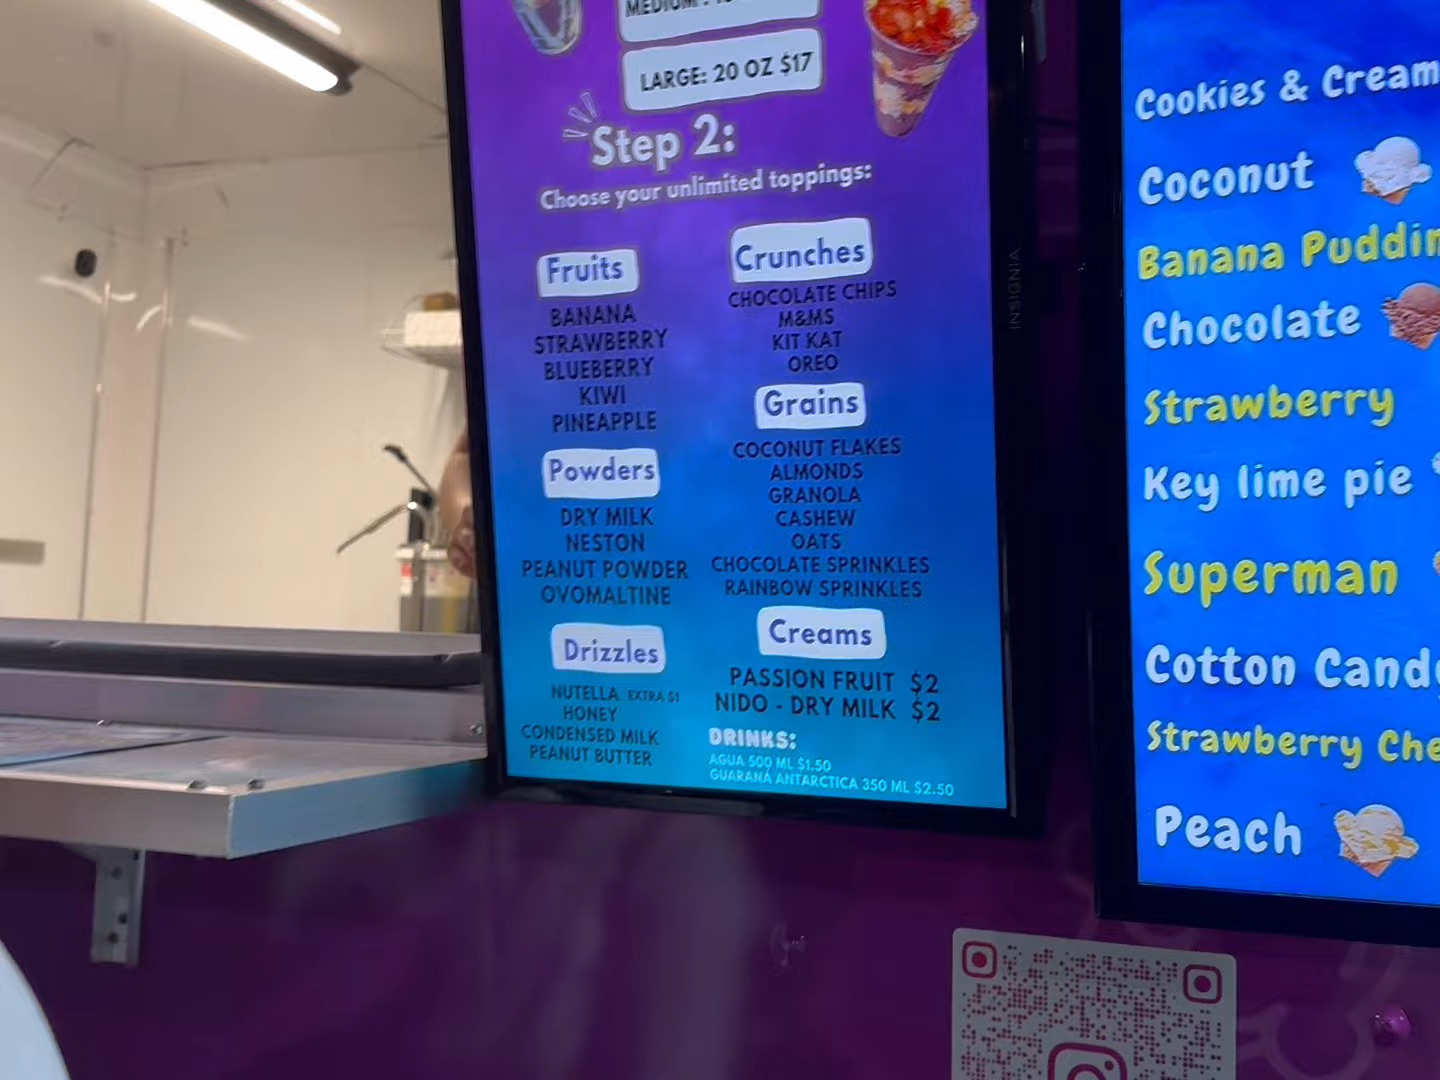 MEDIUM:
LARGE: 20 OZ $17
Step 2:
Choose your unlimited toppings:
Fruits
BANANA
STRAWBERRY
BLUEBERRY
KIWI
PINEAPPLE
Powders
DRY MILK
NESTON
PEANUT POWDER
OVOMALTINE
Drizzles
NUTELLA EXTRA $1
HONEY
CONDENSED MILK
PEANUT BUTTER
Crunches
CHOCOLATE CHIPS
M&MS
KIT KAT
OREO
Grains
COCONUT FLAKES
ALMONDS
GRANOLA
CASHEW
OATS
CHOCOLATE SPRINKLES
RAINBOW SPRINKLES
Creams
PASSION FRUIT $2
NIDO - DRY MILK $2
DRINKS:
AGUA 500 ML $1.50
GUARANÁ ANTARCTICA 350 ML $2.50
INSIGNIA
Cookies & Cream
Coconut
Banana Puddin
Chocolate
Strawberry
Key lime pie
Superman
Cotton Cand
Strawberry Che
Peach